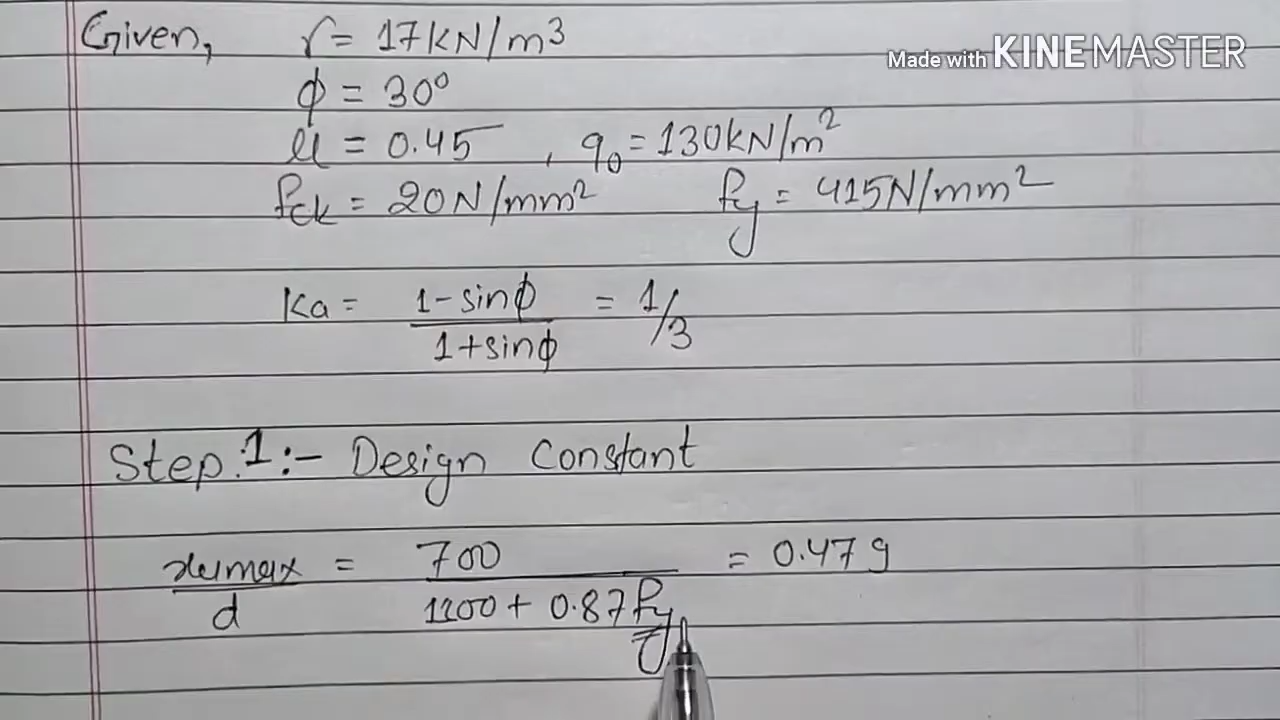 Given, γ = 17KN/m3
Made with KINEMASTER
ϕ = 30°
μ = 0.45 , q0 = 130KN/m²
fck = 20N/mm² fy = 415N/mm²
Ka = 1-sinϕ / 1+sinϕ = 1/3
Step.1:- Design Constant
xumax / d = 700 / 1100 + 0.87fy = 0.479